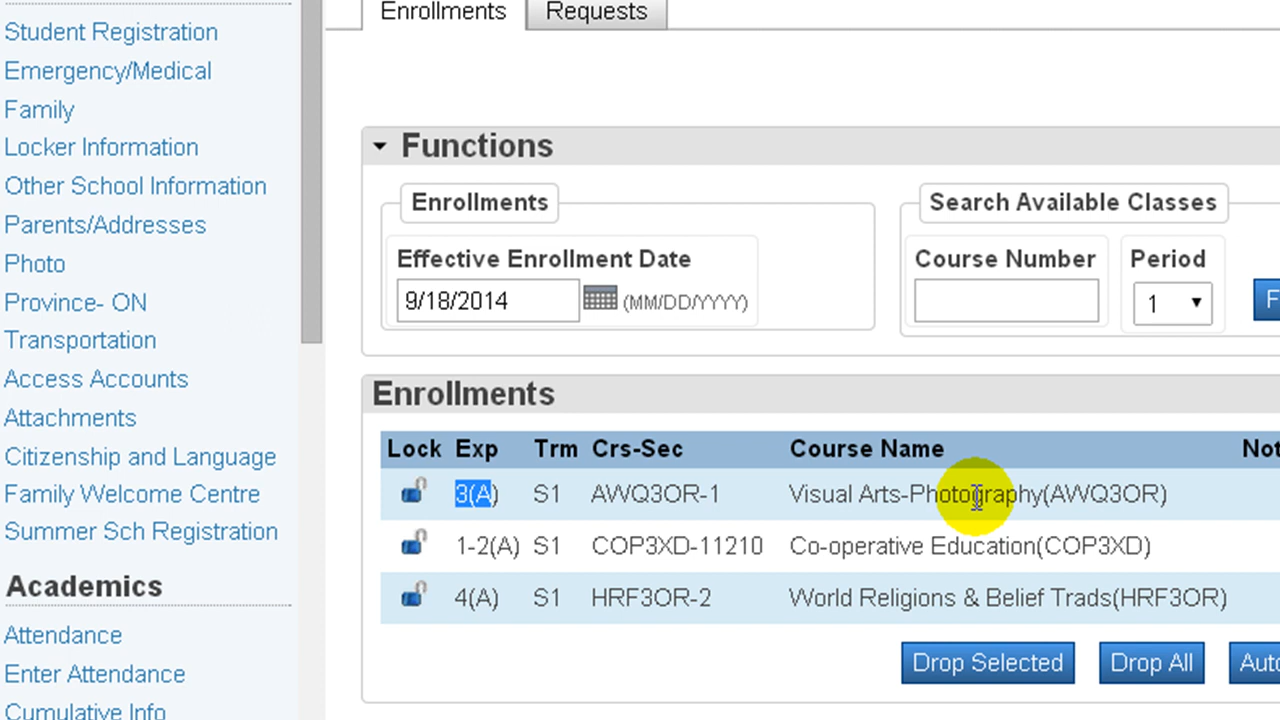 Student Registration
Emergency/Medical
Family
Locker Information
Other School Information
Parents/Addresses
Photo
Province- ON
Transportation
Access Accounts
Attachments
Citizenship and Language
Family Welcome Centre
Summer Sch Registration
Academics
Attendance
Enter Attendance
Cumulative Info
Enrollments Requests
Functions
Enrollments
Effective Enrollment Date
9/18/2014 (MM/DD/YYYY)
Search Available Classes
Course Number Period
1 F
Enrollments
Lock Exp Trm Crs-Sec Course Name Not
3(A) S1 AWQ3OR-1 Visual Arts-Photography(AWQ3OR)
1-2(A) S1 COP3XD-11210 Co-operative Education(COP3XD)
4(A) S1 HRF3OR-2 World Religions & Belief Trads(HRF3OR)
Drop Selected Drop All Auto